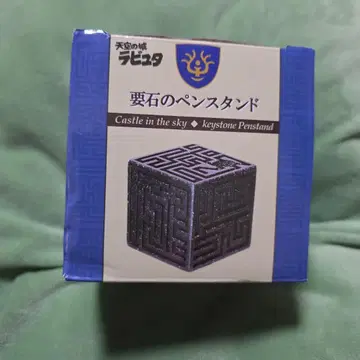 天空の城
ラピュタ
要石のペンスタンド
Castle in the sky ◆ keystone Penstand